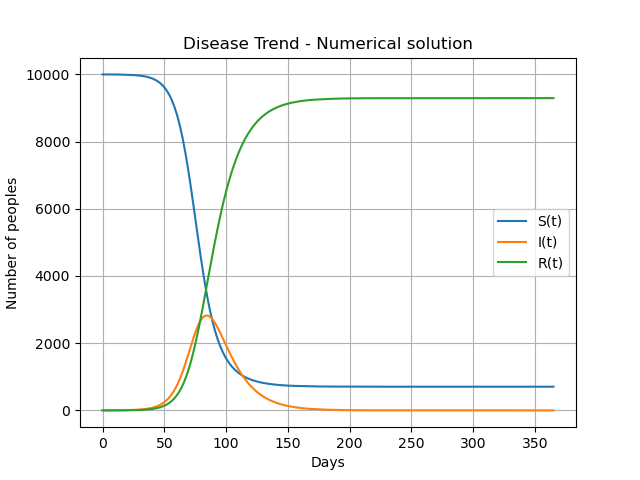 Disease Trend - Numerical solution
10000
8000
6000
4000
2000
0
Number of peoples
S(t)
I(t)
R(t)
0 50 100 150 200 250 300 350
Days